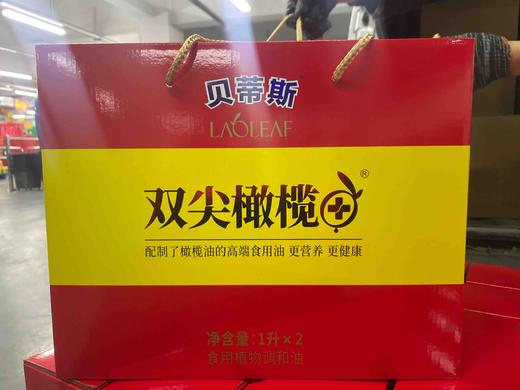 贝蒂斯
LAOLEAF
双尖橄榄®
配制了橄榄油的高端食用油 更营养 更健康
净含量:1升×2
食用植物调和油